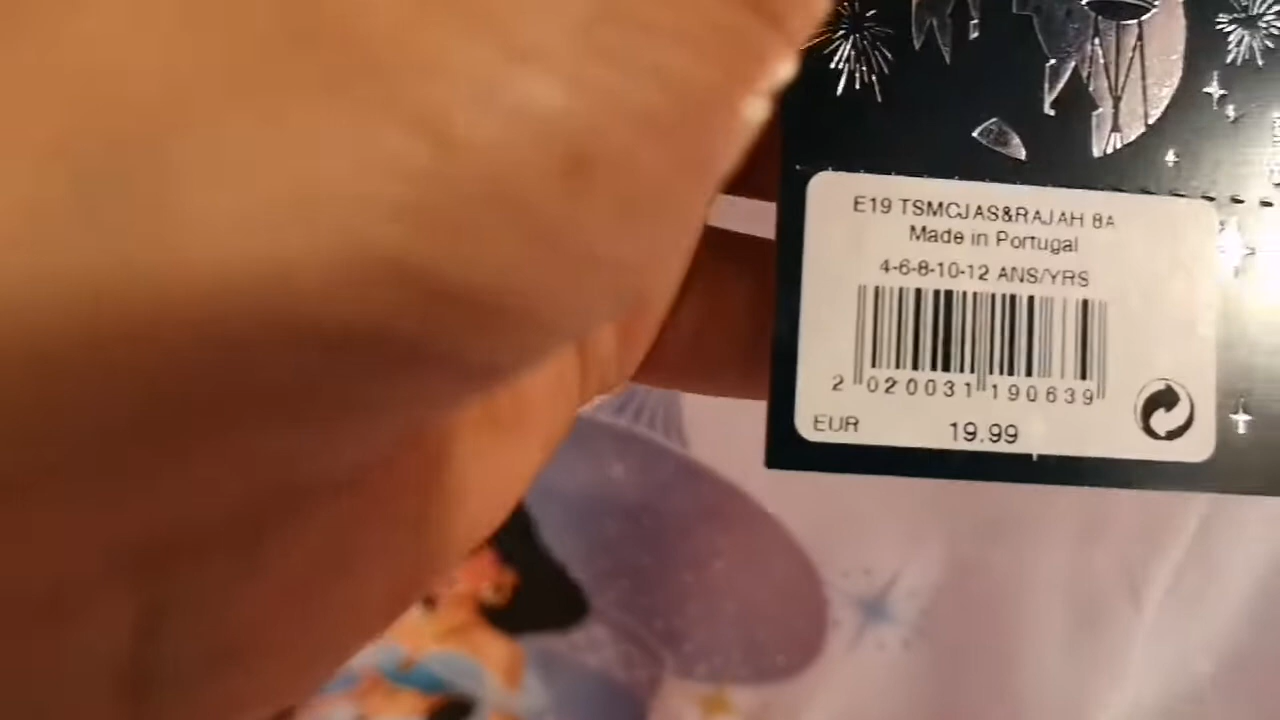 E19 TSMCJAS&RAJAH 8A
Made in Portugal
4-6-8-10-12 ANS/YRS
2 020031 190639
EUR 19.99